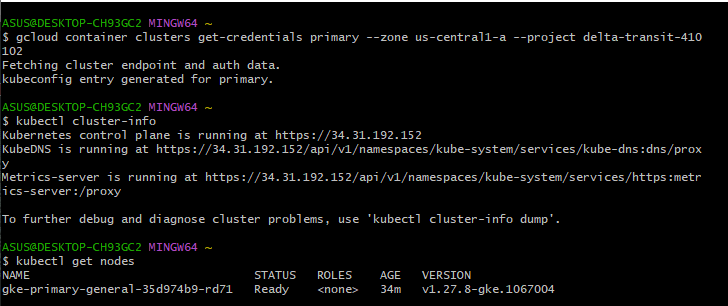 ASUS@DESKTOP-CH93GC2 MINGW64 ~
$ gcloud container clusters get-credentials primary --zone us-central1-a --project delta-transit-410
102
Fetching cluster endpoint and auth data.
kubeconfig entry generated for primary.
ASUS@DESKTOP-CH93GC2 MINGW64 ~
$ kubectl cluster-info
Kubernetes control plane is running at https://34.31.192.152
KubeDNS is running at https://34.31.192.152/api/v1/namespaces/kube-system/services/kube-dns:dns/prox
y
Metrics-server is running at https://34.31.192.152/api/v1/namespaces/kube-system/services/https:metr
ics-server:/proxy
To further debug and diagnose cluster problems, use 'kubectl cluster-info dump'.
ASUS@DESKTOP-CH93GC2 MINGW64 ~
$ kubectl get nodes
NAME STATUS ROLES AGE VERSION
gke-primary-general-35d974b9-rd71 Ready <none> 34m v1.27.8-gke.1067004